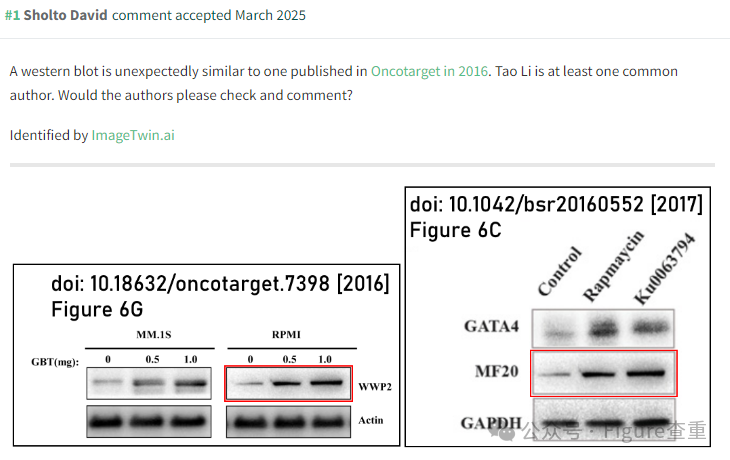 #1 Sholto David comment accepted March 2025
A western blot is unexpectedly similar to one published in Oncotarget in 2016. Tao Li is at least one common
author. Would the authors please check and comment?
Identified by ImageTwin.ai
doi: 10.18632/oncotarget.7398 [2016]
Figure 6G
MM.1S RPMI
GBT(mg): 0 0.5 1.0 0 0.5 1.0
WWP2
Actin
doi: 10.1042/bsr20160552 [2017]
Figure 6C
Control Rapmaycin Ku0063794
GATA4
MF20
GAPDH
公众号 · Figure查重